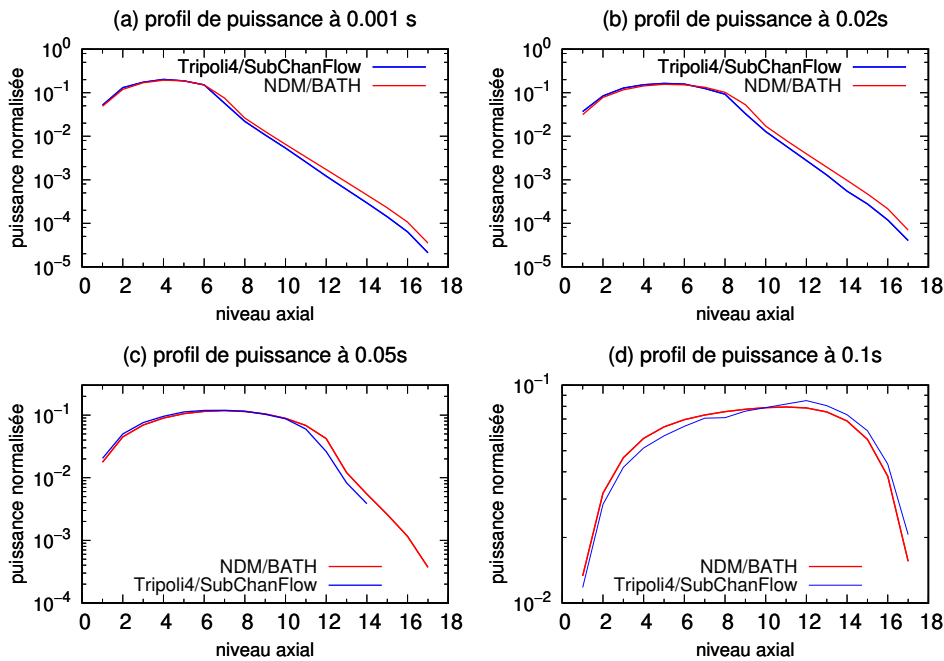 (a) profil de puissance à 0.001 s
puissance normalisée
10^0
10^-1
10^-2
10^-3
10^-4
10^-5
Tripoli4/SubChanFlow
NDM/BATH
0 2 4 6 8 10 12 14 16 18
niveau axial
(b) profil de puissance à 0.02s
puissance normalisée
10^0
10^-1
10^-2
10^-3
10^-4
10^-5
Tripoli4/SubChanFlow
NDM/BATH
0 2 4 6 8 10 12 14 16 18
niveau axial
(c) profil de puissance à 0.05s
puissance normalisée
10^-1
10^-2
10^-3
10^-4
NDM/BATH
Tripoli4/SubChanFlow
0 2 4 6 8 10 12 14 16 18
niveau axial
(d) profil de puissance à 0.1s
puissance normalisée
10^-1
10^-2
NDM/BATH
Tripoli4/SubChanFlow
0 2 4 6 8 10 12 14 16 18
niveau axial